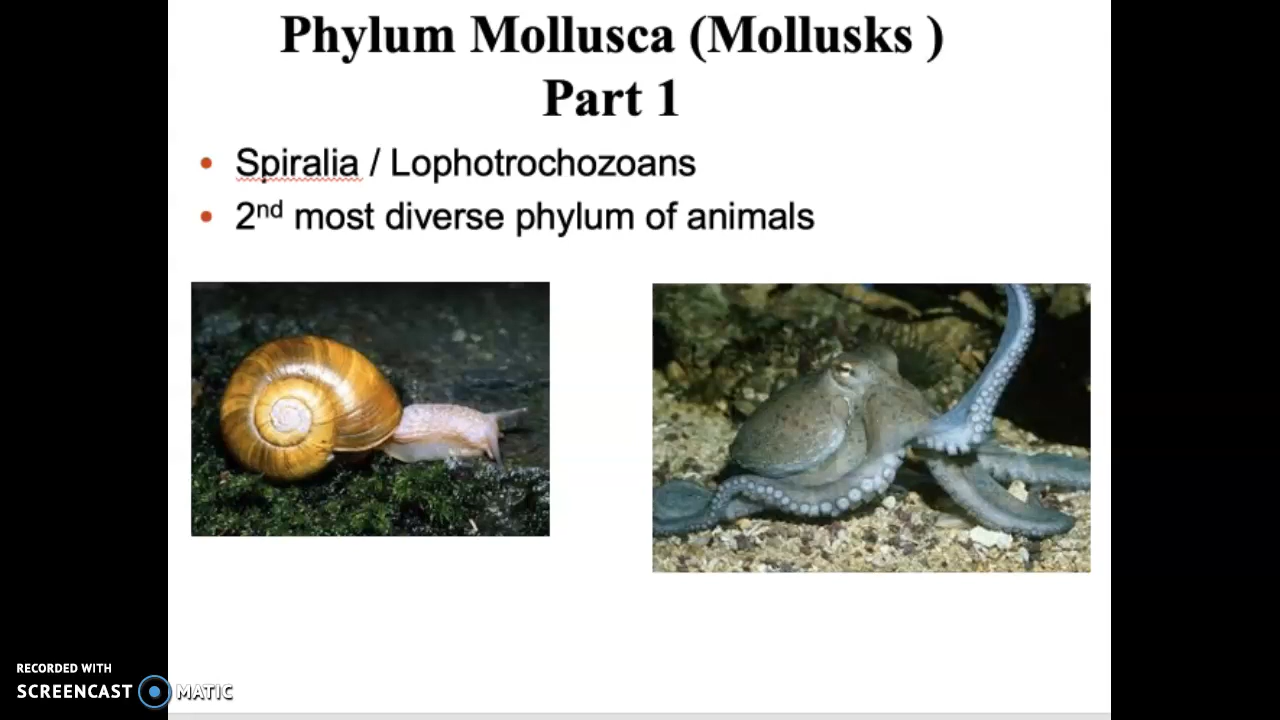 Phylum Mollusca (Mollusks )
Part 1
• Spiralia / Lophotrochozoans
• 2nd most diverse phylum of animals
RECORDED WITH
SCREENCAST MATIC